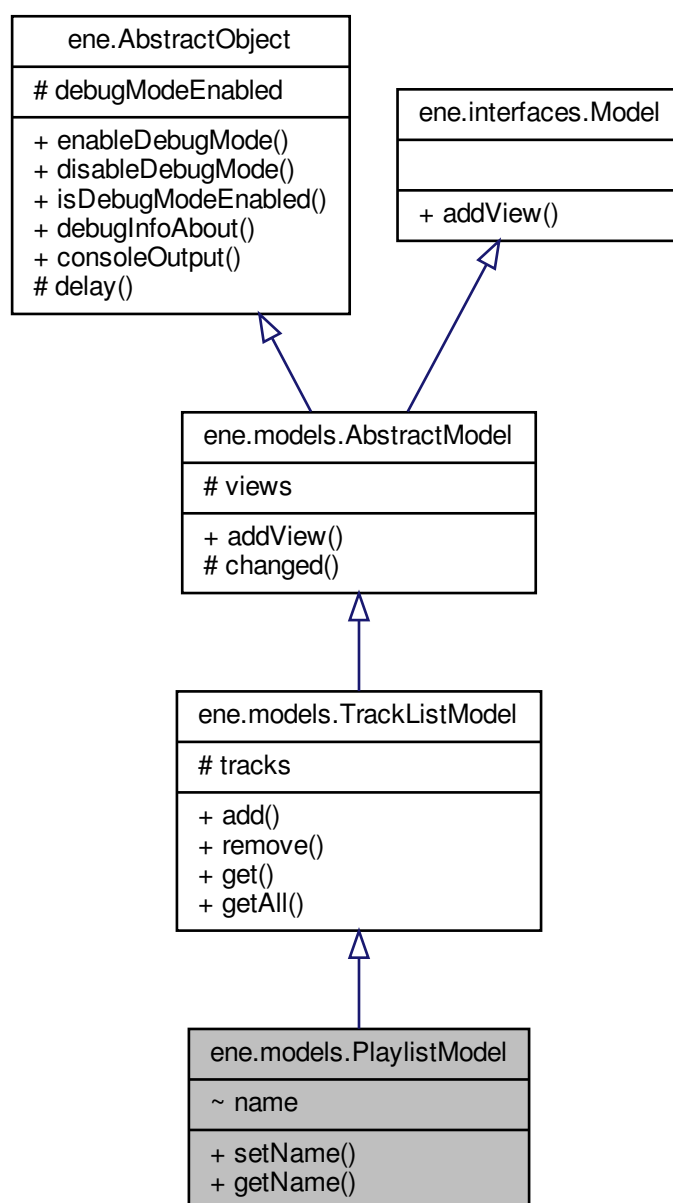 ene.AbstractObject
# debugModeEnabled
+ enableDebugMode()
+ disableDebugMode()
+ isDebugModeEnabled()
+ debugInfoAbout()
+ consoleOutput()
# delay()
ene.interfaces.Model
+ addView()
ene.models.AbstractModel
# views
+ addView()
# changed()
ene.models.TrackListModel
# tracks
+ add()
+ remove()
+ get()
+ getAll()
ene.models.PlaylistModel
~ name
+ setName()
+ getName()